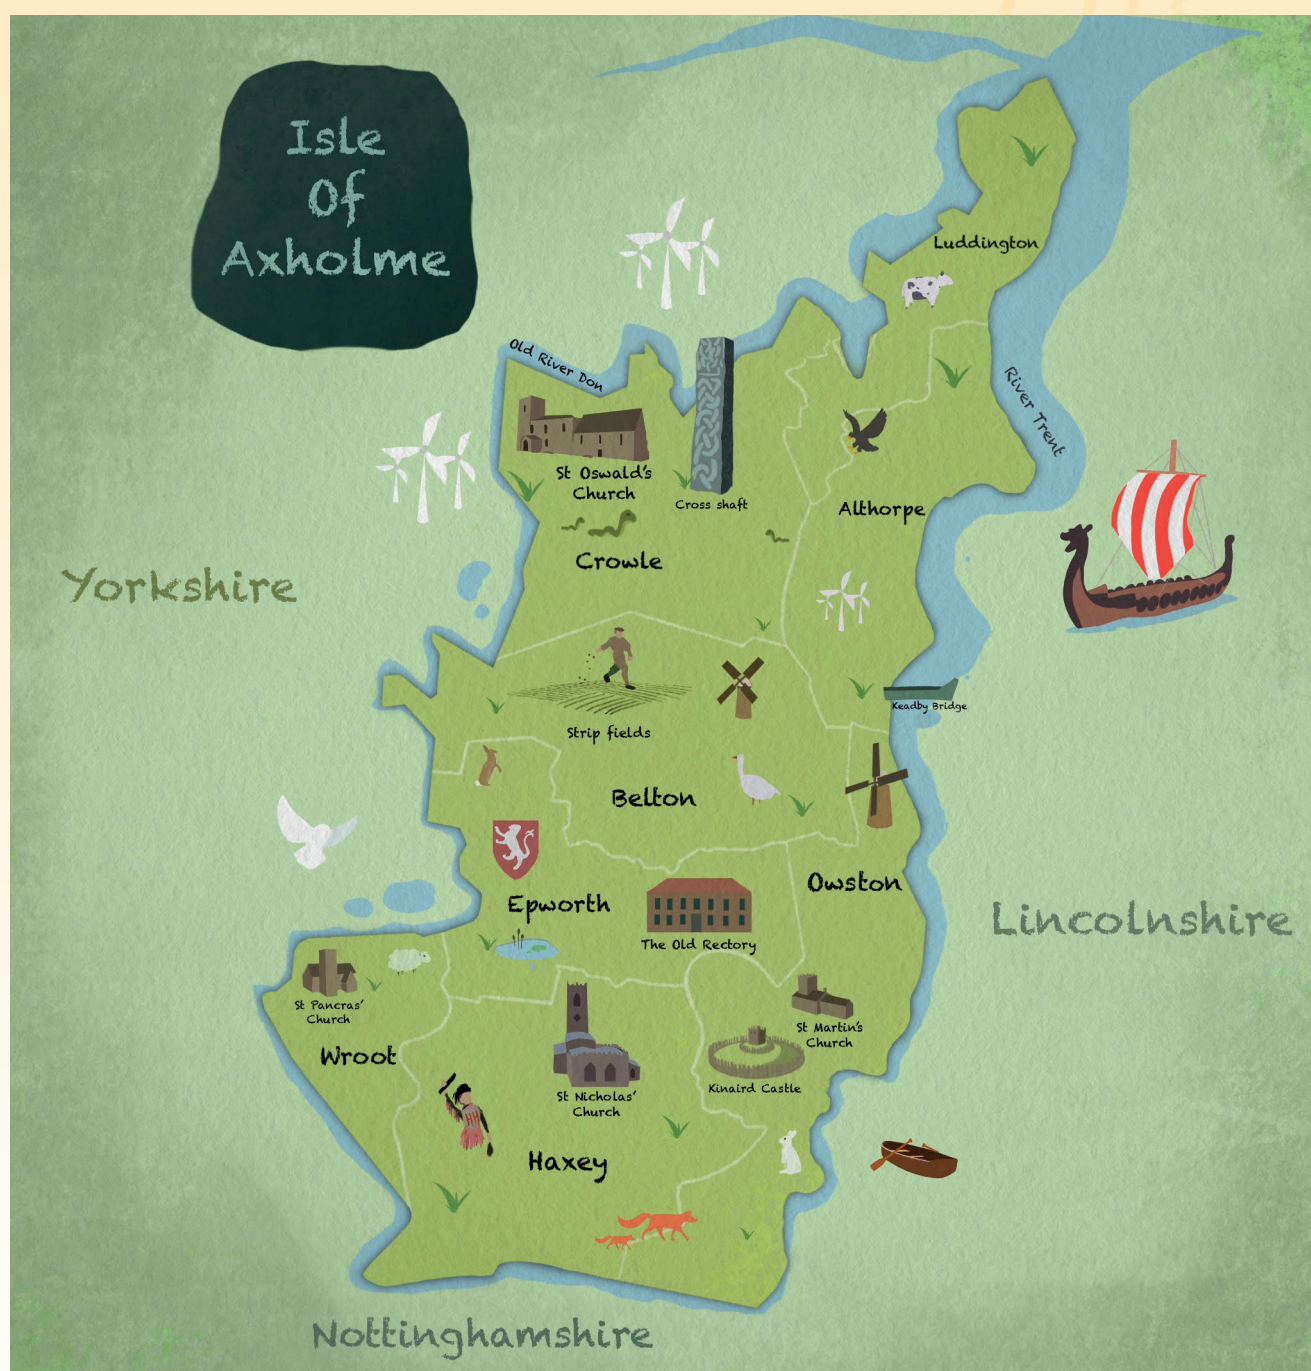 Isle
Of
Axholme
Luddington
Old River Don
River Trent
St Oswald's
Church
Cross shaft
Althorpe
Crowle
Yorkshire
Keadby Bridge
Strip fields
Belton
Owston
Epworth
Lincolnshire
The Old Rectory
St Pancras'
Church
St Martin's
Church
Wroot
Kinaird Castle
St Nicholas'
Church
Haxey
Nottinghamshire